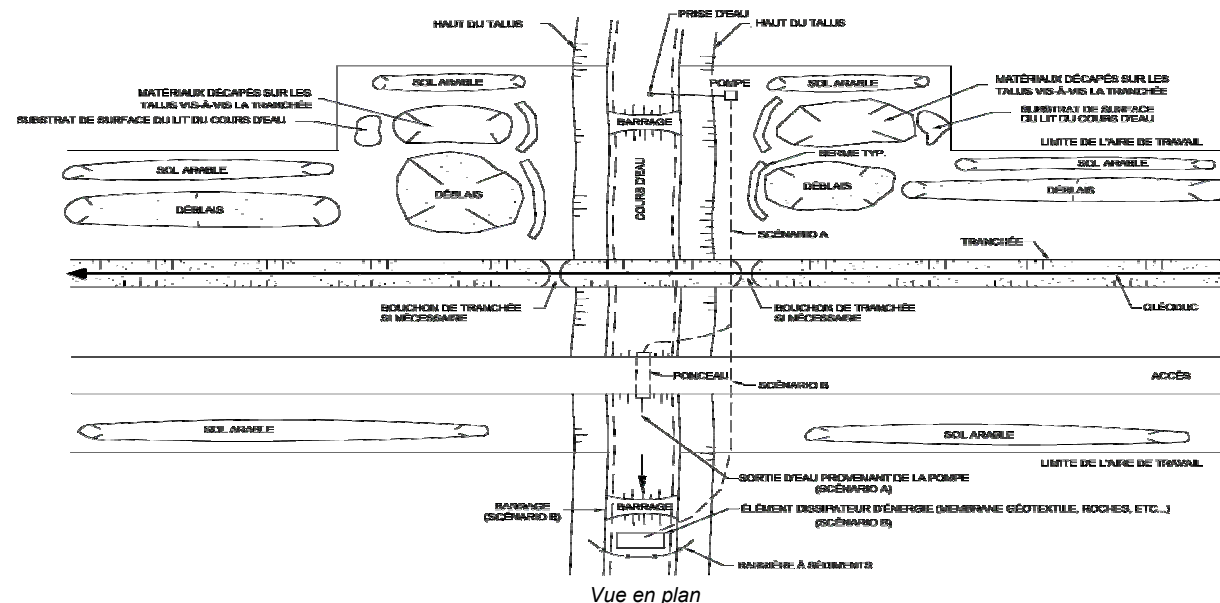 HAUT DU TALUS
PRISE D'EAU
HAUT DU TALUS
SOL ARABLE
POMPE
SOL ARABLE
MATÉRIAUX DÉCAPÉS SUR LES
TALUS VIS-À-VIS LA TRANCHÉE
MATÉRIAUX DÉCAPÉS SUR LES
TALUS VIS-À-VIS LA TRANCHÉE
SUBSTRAT DE SURFACE DU LIT DU COURS D'EAU
BARRAGE
SUBSTRAT DE SURFACE
DU LIT DU COURS D'EAU
LIMITE DE L'AIRE DE TRAVAIL
BERME TYP.
SOL ARABLE
SOL ARABLE
DÉBLAIS
DÉBLAIS
DÉBLAIS
DÉBLAIS
COURS D'EAU
SCÉNARIO A
TRANCHÉE
BOUCHON DE TRANCHÉE
SI NÉCESSAIRE
BOUCHON DE TRANCHÉE
SI NÉCESSAIRE
OLÉODUC
PONCEAU
SCÉNARIO B
ACCÈS
SOL ARABLE
SOL ARABLE
LIMITE DE L'AIRE DE TRAVAIL
SORTIE D'EAU PROVENANT DE LA POMPE
(SCÉNARIO A)
BARRAGE
(SCÉNARIO B)
BARRAGE
ÉLÉMENT DISSIPATEUR D'ÉNERGIE (MEMBRANE GÉOTEXTILE, ROCHES, ETC...)
(SCÉNARIO B)
BARRIÈRE À SÉDIMENTS
Vue en plan